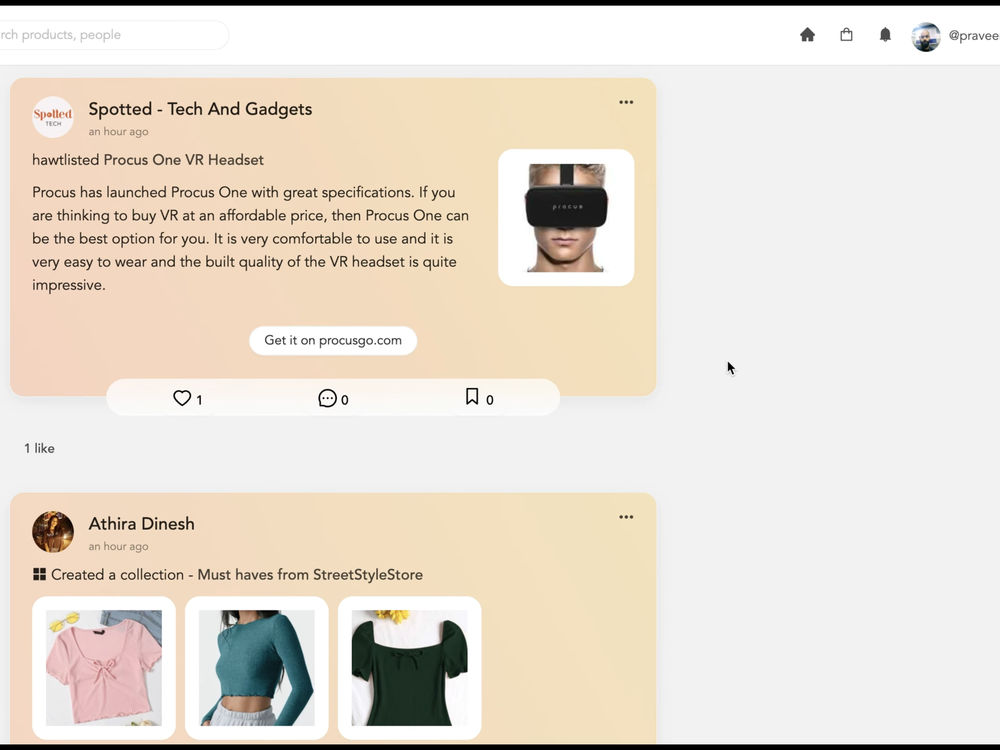 rch products, people
@pravee
Spotted - Tech And Gadgets
Spotted
TECH
an hour ago
hawtlisted Procus One VR Headset
Procus has launched Procus One with great specifications. If you
are thinking to buy VR at an affordable price, then Procus One can
be the best option for you. It is very comfortable to use and it is
very easy to wear and the built quality of the VR headset is quite
impressive.
procus
Get it on procusgo.com
1 0 0
1 like
Athira Dinesh
an hour ago
Created a collection - Must haves from StreetStyleStore